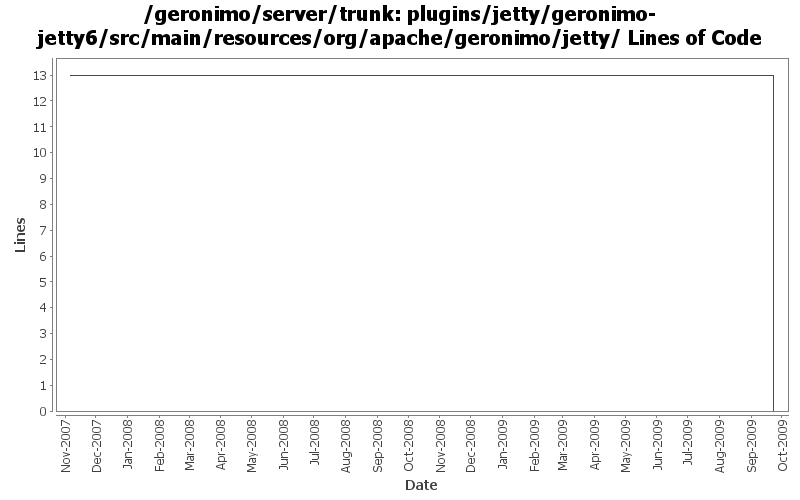 /geronimo/server/trunk: plugins/jetty/geronimo-
jetty6/src/main/resources/org/apache/geronimo/jetty/ Lines of Code
13
12
11
10
9
8
7
6
5
4
3
2
1
0
Lines
Nov-2007
Dec-2007
Jan-2008
Feb-2008
Mar-2008
Apr-2008
May-2008
Jun-2008
Jul-2008
Aug-2008
Sep-2008
Oct-2008
Nov-2008
Dec-2008
Jan-2009
Feb-2009
Mar-2009
Apr-2009
May-2009
Jun-2009
Jul-2009
Aug-2009
Sep-2009
Oct-2009
Date